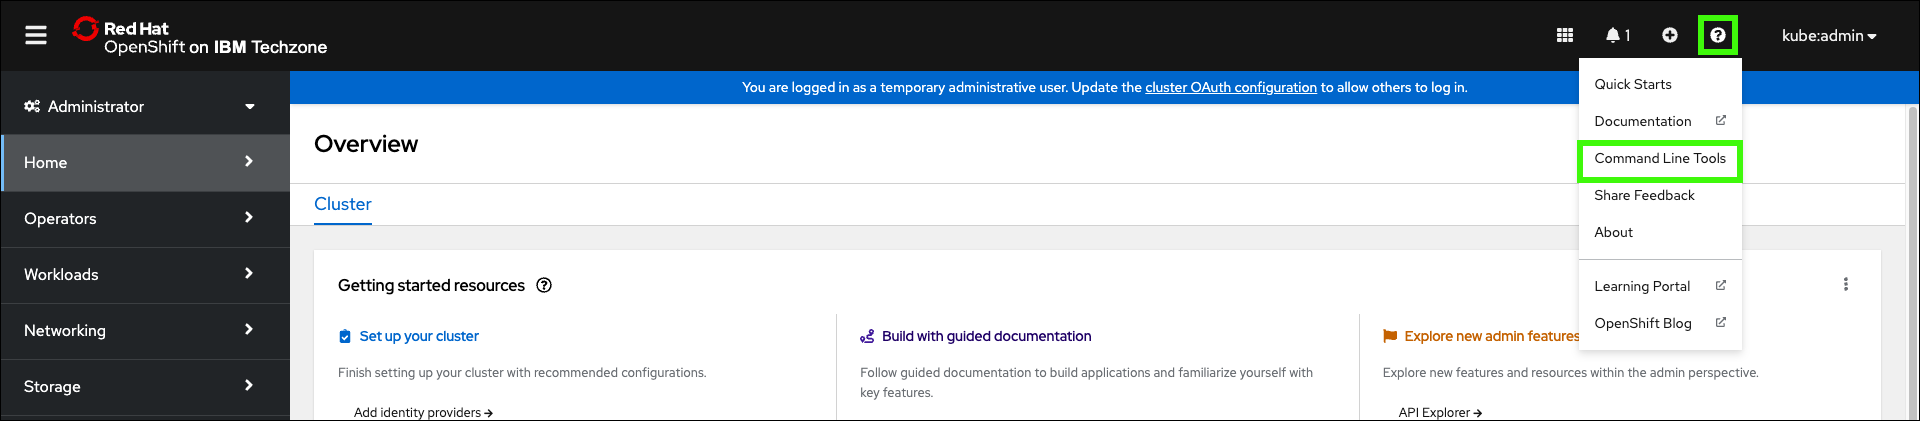 Red Hat
OpenShift on IBM Techzone
1
kube:admin
You are logged in as a temporary administrative user. Update the cluster OAuth configuration to allow others to log in.
Administrator
Home
Operators
Workloads
Networking
Storage
Overview
Cluster
Getting started resources
Set up your cluster
Finish setting up your cluster with recommended configurations.
Add identity providers
Build with guided documentation
Follow guided documentation to build applications and familiarize yourself with
key features.
Explore new admin features
Explore new features and resources within the admin perspective.
API Explorer
Quick Starts
Documentation
Command Line Tools
Share Feedback
About
Learning Portal
OpenShift Blog